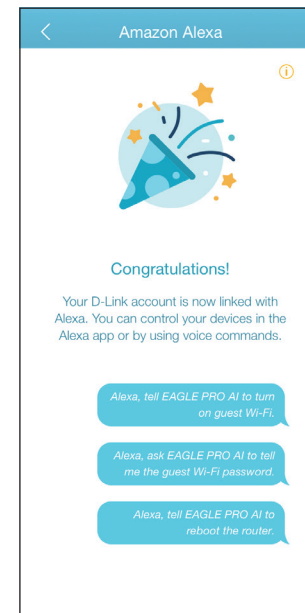 Amazon Alexa
Congratulations!
Your D-Link account is now linked with
Alexa. You can control your devices in the
Alexa app or by using voice commands.
Alexa, tell EAGLE PRO AI to turn
on guest Wi-Fi.
Alexa, ask EAGLE PRO AI to tell
me the guest Wi-Fi password.
Alexa, tell EAGLE PRO AI to
reboot the router.